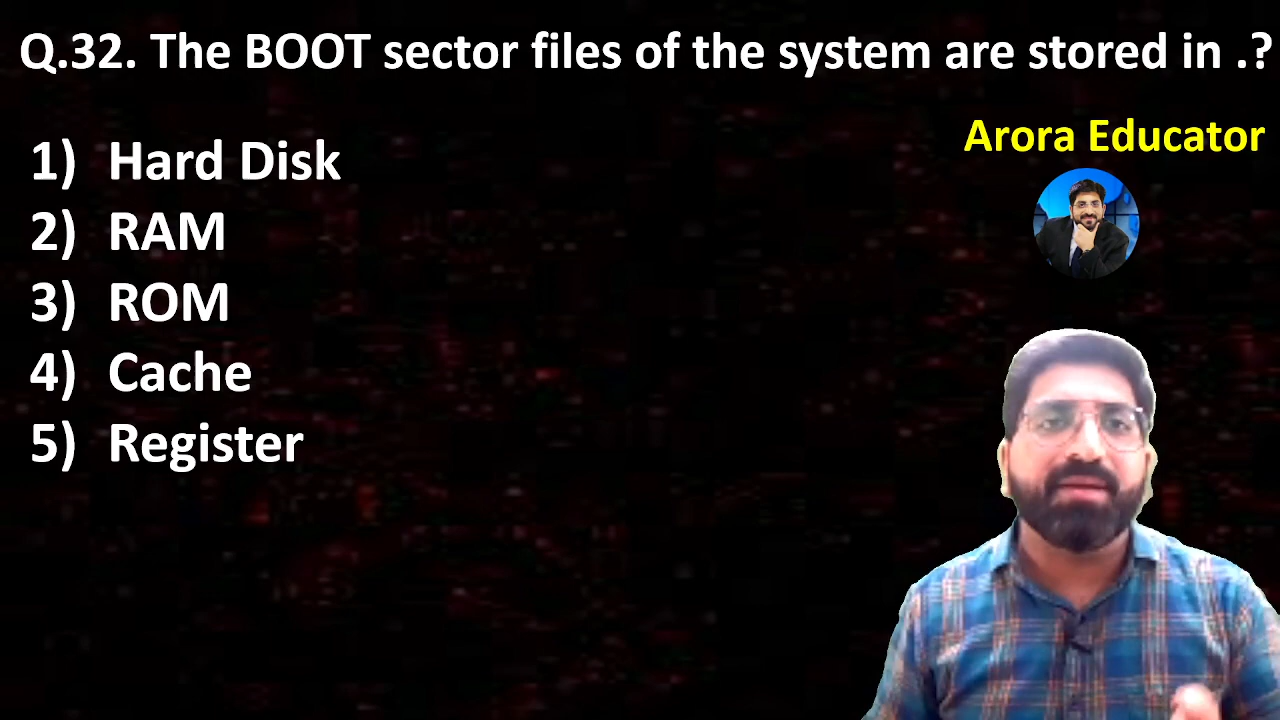 Q.32. The BOOT sector files of the system are stored in .?
Arora Educator
1) Hard Disk
2) RAM
3) ROM
4) Cache
5) Register